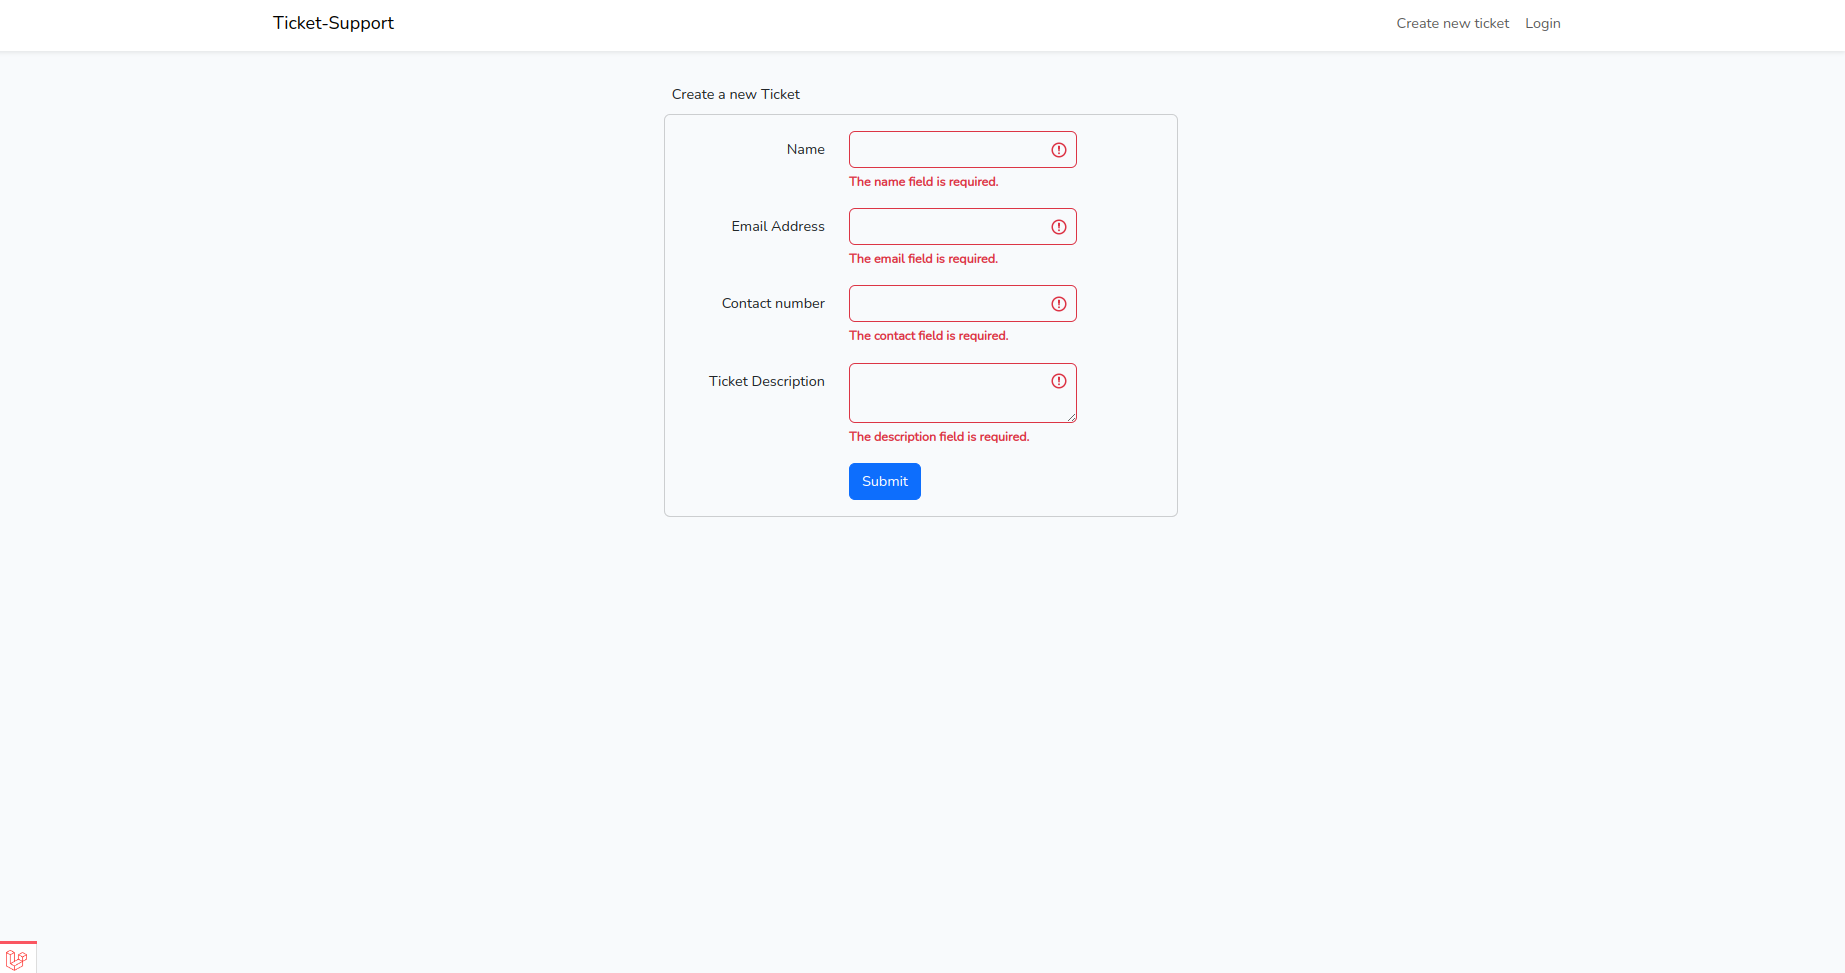 Ticket-Support
Create new ticket Login
Create a new Ticket
Name
The name field is required.
Email Address
The email field is required.
Contact number
The contact field is required.
Ticket Description
The description field is required.
Submit